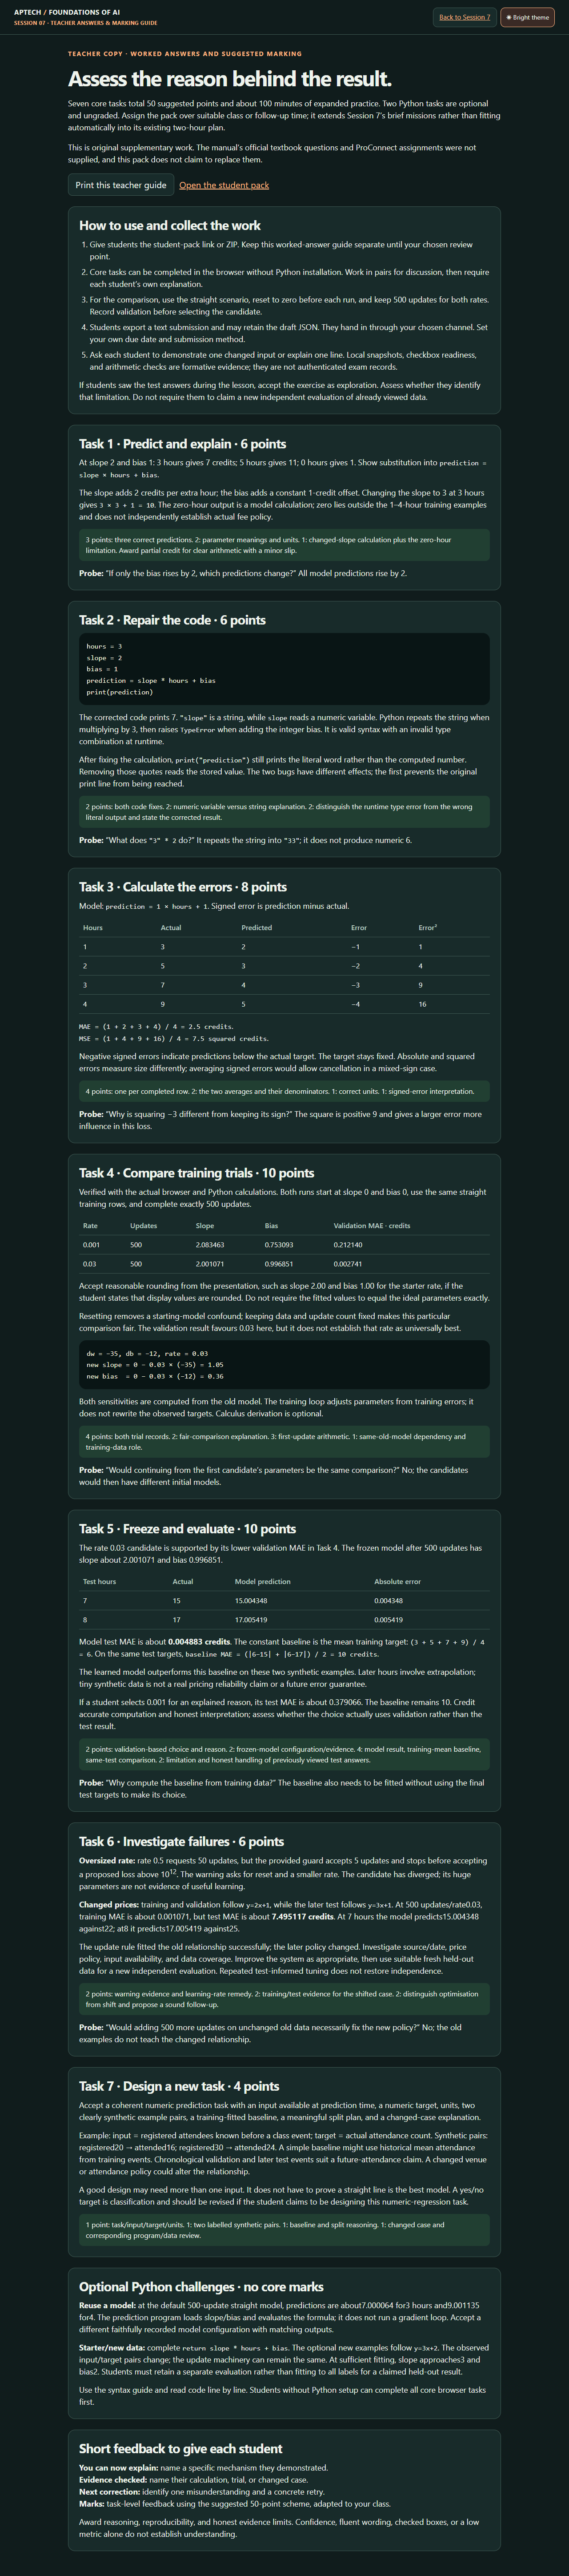 APTECH / FOUNDATIONS OF AI
SESSION 07 · TEACHER ANSWERS & MARKING GUIDE
Back to Session 7
☀ Bright theme
TEACHER COPY · WORKED ANSWERS AND SUGGESTED MARKING
Assess the reason behind the result.
Seven core tasks total 50 suggested points and about 100 minutes of expanded practice. Two Python tasks are optional
and ungraded. Assign the pack over suitable class or follow-up time; it extends Session 7's brief missions rather than fitting
automatically into its existing two-hour plan.
This is original supplementary work. The manual's official textbook questions and ProConnect assignments were not
supplied, and this pack does not claim to replace them.
Print this teacher guide
Open the student pack
How to use and collect the work
1. Give students the student-pack link or ZIP. Keep this worked-answer guide separate until your chosen review
point.
2. Core tasks can be completed in the browser without Python installation. Work in pairs for discussion, then require
each student's own explanation.
3. For the comparison, use the straight scenario, reset to zero before each run, and keep 500 updates for both rates.
Record validation before selecting the candidate.
4. Students export a text submission and may retain the draft JSON. They hand in through your chosen channel. Set
your own due date and submission method.
5. Ask each student to demonstrate one changed input or explain one line. Local snapshots, checkbox readiness,
and arithmetic checks are formative evidence; they are not authenticated exam records.
If students saw the test answers during the lesson, accept the exercise as exploration. Assess whether they identify
that limitation. Do not require them to claim a new independent evaluation of already viewed data.
Task 1 · Predict and explain · 6 points
At slope 2 and bias 1: 3 hours gives 7 credits; 5 hours gives 11; 0 hours gives 1. Show substitution into prediction =
slope × hours + bias.
The slope adds 2 credits per extra hour; the bias adds a constant 1-credit offset. Changing the slope to 3 at 3 hours
gives 3 × 3 + 1 = 10. The zero-hour output is a model calculation; zero lies outside the 1–4-hour training examples
and does not independently establish actual fee policy.
3 points: three correct predictions. 2: parameter meanings and units. 1: changed-slope calculation plus the zero-hour
limitation. Award partial credit for clear arithmetic with a minor slip.
Probe: "If only the bias rises by 2, which predictions change?" All model predictions rise by 2.
Task 2 · Repair the code · 6 points
hours = 3
slope = 2
bias = 1
prediction = slope * hours + bias
print(prediction)
The corrected code prints 7. "slope" is a string, while slope reads a numeric variable. Python repeats the string when
multiplying by 3, then raises TypeError when adding the integer bias. It is valid syntax with an invalid type
combination at runtime.
After fixing the calculation, print("prediction") still prints the literal word rather than the computed number.
Removing those quotes reads the stored value. The two bugs have different effects; the first prevents the original
print line from being reached.
2 points: both code fixes. 2: numeric variable versus string explanation. 2: distinguish the runtime type error from the wrong
literal output and state the corrected result.
Probe: "What does "3" * 2 do?" It repeats the string into "33"; it does not produce numeric 6.
Task 3 · Calculate the errors · 8 points
Model: prediction = 1 × hours + 1. Signed error is prediction minus actual.
Hours Actual Predicted Error Error²
1 3 2 −1 1
2 5 3 −2 4
3 7 4 −3 9
4 9 5 −4 16
MAE = (1 + 2 + 3 + 4) / 4 = 2.5 credits.
MSE = (1 + 4 + 9 + 16) / 4 = 7.5 squared credits.
Negative signed errors indicate predictions below the actual target. The target stays fixed. Absolute and squared
errors measure size differently; averaging signed errors would allow cancellation in a mixed-sign case.
4 points: one per completed row. 2: the two averages and their denominators. 1: correct units. 1: signed-error interpretation.
Probe: "Why is squaring −3 different from keeping its sign?" The square is positive 9 and gives a larger error more
influence in this loss.
Task 4 · Compare training trials · 10 points
Verified with the actual browser and Python calculations. Both runs start at slope 0 and bias 0, use the same straight
training rows, and complete exactly 500 updates.
Rate Updates Slope Bias Validation MAE · credits
0.001 500 2.083463 0.753093 0.212140
0.03 500 2.001071 0.996851 0.002741
Accept reasonable rounding from the presentation, such as slope 2.00 and bias 1.00 for the starter rate, if the
student states that display values are rounded. Do not require the fitted values to equal the ideal parameters exactly.
Resetting removes a starting-model confound; keeping data and update count fixed makes this particular
comparison fair. The validation result favours 0.03 here, but it does not establish that rate as universally best.
dw = −35, db = −12, rate = 0.03
new slope = 0 − 0.03 × (−35) = 1.05
new bias = 0 − 0.03 × (−12) = 0.36
Both sensitivities are computed from the old model. The training loop adjusts parameters from training errors; it
does not rewrite the observed targets. Calculus derivation is optional.
4 points: both trial records. 2: fair-comparison explanation. 3: first-update arithmetic. 1: same-old-model dependency and
training-data role.
Probe: "Would continuing from the first candidate's parameters be the same comparison?" No; the candidates
would then have different initial models.
Task 5 · Freeze and evaluate · 10 points
The rate 0.03 candidate is supported by its lower validation MAE in Task 4. The frozen model after 500 updates has
slope about 2.001071 and bias 0.996851.
Test hours Actual Model prediction Absolute error
7 15 15.004348 0.004348
8 17 17.005419 0.005419
Model test MAE is about 0.004883 credits. The constant baseline is the mean training target: (3 + 5 + 7 + 9) / 4
= 6. On the same test targets, baseline MAE = (|6−15| + |6−17|) / 2 = 10 credits.
The learned model outperforms this baseline on these two synthetic examples. Later hours involve extrapolation;
tiny synthetic data is not a real pricing reliability claim or a future error guarantee.
If a student selects 0.001 for an explained reason, its test MAE is about 0.379066. The baseline remains 10. Credit
accurate computation and honest interpretation; assess whether the choice actually uses validation rather than the
test result.
2 points: validation-based choice and reason. 2: frozen-model configuration/evidence. 4: model result, training-mean baseline,
same-test comparison. 2: limitation and honest handling of previously viewed test answers.
Probe: "Why compute the baseline from training data?" The baseline also needs to be fitted without using the final
test targets to make its choice.
Task 6 · Investigate failures · 6 points
Oversized rate: rate 0.5 requests 50 updates, but the provided guard accepts 5 updates and stops before accepting
a proposed loss above 10¹². The warning asks for reset and a smaller rate. The candidate has diverged; its huge
parameters are not evidence of useful learning.
Changed prices: training and validation follow y=2x+1, while the later test follows y=3x+1. At 500 updates/rate0.03,
training MAE is about 0.001071, but test MAE is about 7.495117 credits. At 7 hours the model predicts15.004348
against22; at8 it predicts17.005419 against25.
The update rule fitted the old relationship successfully; the later policy changed. Investigate source/date, price
policy, input availability, and data coverage. Improve the system as appropriate, then use suitable fresh held-out
data for a new independent evaluation. Repeated test-informed tuning does not restore independence.
2 points: warning evidence and learning-rate remedy. 2: training/test evidence for the shifted case. 2: distinguish optimisation
from shift and propose a sound follow-up.
Probe: "Would adding 500 more updates on unchanged old data necessarily fix the new policy?" No; the old
examples do not teach the changed relationship.
Task 7 · Design a new task · 4 points
Accept a coherent numeric prediction task with an input available at prediction time, a numeric target, units, two
clearly synthetic example pairs, a training-fitted baseline, a meaningful split plan, and a changed-case explanation.
Example: input = registered attendees known before a class event; target = actual attendance count. Synthetic pairs:
registered20 → attended16; registered30 → attended24. A simple baseline might use historical mean attendance
from training events. Chronological validation and later test events suit a future-attendance claim. A changed venue
or attendance policy could alter the relationship.
A good design may need more than one input. It does not have to prove a straight line is the best model. A yes/no
target is classification and should be revised if the student claims to be designing this numeric-regression task.
1 point: task/input/target/units. 1: two labelled synthetic pairs. 1: baseline and split reasoning. 1: changed case and
corresponding program/data review.
Optional Python challenges · no core marks
Reuse a model: at the default 500-update straight model, predictions are about7.000064 for3 hours and9.001135
for4. The prediction program loads slope/bias and evaluates the formula; it does not run a gradient loop. Accept a
different faithfully recorded model configuration with matching outputs.
Starter/new data: complete return slope * hours + bias. The optional new examples follow y=3x+2. The observed
input/target pairs change; the update machinery can remain the same. At sufficient fitting, slope approaches3 and
bias2. Students must retain a separate evaluation rather than fitting to all labels for a claimed held-out result.
Use the syntax guide and read code line by line. Students without Python setup can complete all core browser tasks
first.
Short feedback to give each student
You can now explain: name a specific mechanism they demonstrated.
Evidence checked: name their calculation, trial, or changed case.
Next correction: identify one misunderstanding and a concrete retry.
Marks: task-level feedback using the suggested 50-point scheme, adapted to your class.
Award reasoning, reproducibility, and honest evidence limits. Confidence, fluent wording, checked boxes, or a low
metric alone do not establish understanding.